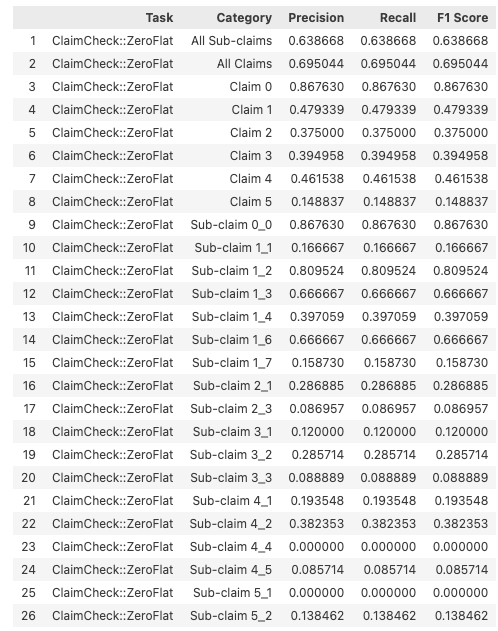 Task Category Precision Recall F1 Score
1 ClaimCheck::ZeroFlat All Sub-claims 0.638668 0.638668 0.638668
2 ClaimCheck::ZeroFlat All Claims 0.695044 0.695044 0.695044
3 ClaimCheck::ZeroFlat Claim 0 0.867630 0.867630 0.867630
4 ClaimCheck::ZeroFlat Claim 1 0.479339 0.479339 0.479339
5 ClaimCheck::ZeroFlat Claim 2 0.375000 0.375000 0.375000
6 ClaimCheck::ZeroFlat Claim 3 0.394958 0.394958 0.394958
7 ClaimCheck::ZeroFlat Claim 4 0.461538 0.461538 0.461538
8 ClaimCheck::ZeroFlat Claim 5 0.148837 0.148837 0.148837
9 ClaimCheck::ZeroFlat Sub-claim 0_0 0.867630 0.867630 0.867630
10 ClaimCheck::ZeroFlat Sub-claim 1_1 0.166667 0.166667 0.166667
11 ClaimCheck::ZeroFlat Sub-claim 1_2 0.809524 0.809524 0.809524
12 ClaimCheck::ZeroFlat Sub-claim 1_3 0.666667 0.666667 0.666667
13 ClaimCheck::ZeroFlat Sub-claim 1_4 0.397059 0.397059 0.397059
14 ClaimCheck::ZeroFlat Sub-claim 1_6 0.666667 0.666667 0.666667
15 ClaimCheck::ZeroFlat Sub-claim 1_7 0.158730 0.158730 0.158730
16 ClaimCheck::ZeroFlat Sub-claim 2_1 0.286885 0.286885 0.286885
17 ClaimCheck::ZeroFlat Sub-claim 2_3 0.086957 0.086957 0.086957
18 ClaimCheck::ZeroFlat Sub-claim 3_1 0.120000 0.120000 0.120000
19 ClaimCheck::ZeroFlat Sub-claim 3_2 0.285714 0.285714 0.285714
20 ClaimCheck::ZeroFlat Sub-claim 3_3 0.088889 0.088889 0.088889
21 ClaimCheck::ZeroFlat Sub-claim 4_1 0.193548 0.193548 0.193548
22 ClaimCheck::ZeroFlat Sub-claim 4_2 0.382353 0.382353 0.382353
23 ClaimCheck::ZeroFlat Sub-claim 4_4 0.000000 0.000000 0.000000
24 ClaimCheck::ZeroFlat Sub-claim 4_5 0.085714 0.085714 0.085714
25 ClaimCheck::ZeroFlat Sub-claim 5_1 0.000000 0.000000 0.000000
26 ClaimCheck::ZeroFlat Sub-claim 5_2 0.138462 0.138462 0.138462